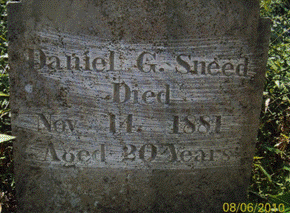 Daniel G. Sneed
Died
Nov. 14. 1881
Aged 20 Years
08/06/2010